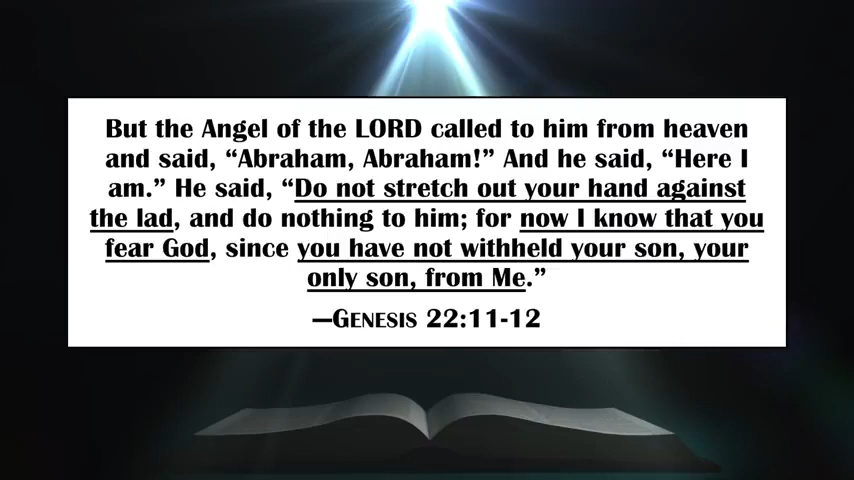 But the Angel of the LORD called to him from heaven
and said, “Abraham, Abraham!” And he said, “Here I
am.” He said, “Do not stretch out your hand against
the lad, and do nothing to him; for now I know that you
fear God, since you have not withheld your son, your
only son, from Me.”
—GENESIS 22:11-12